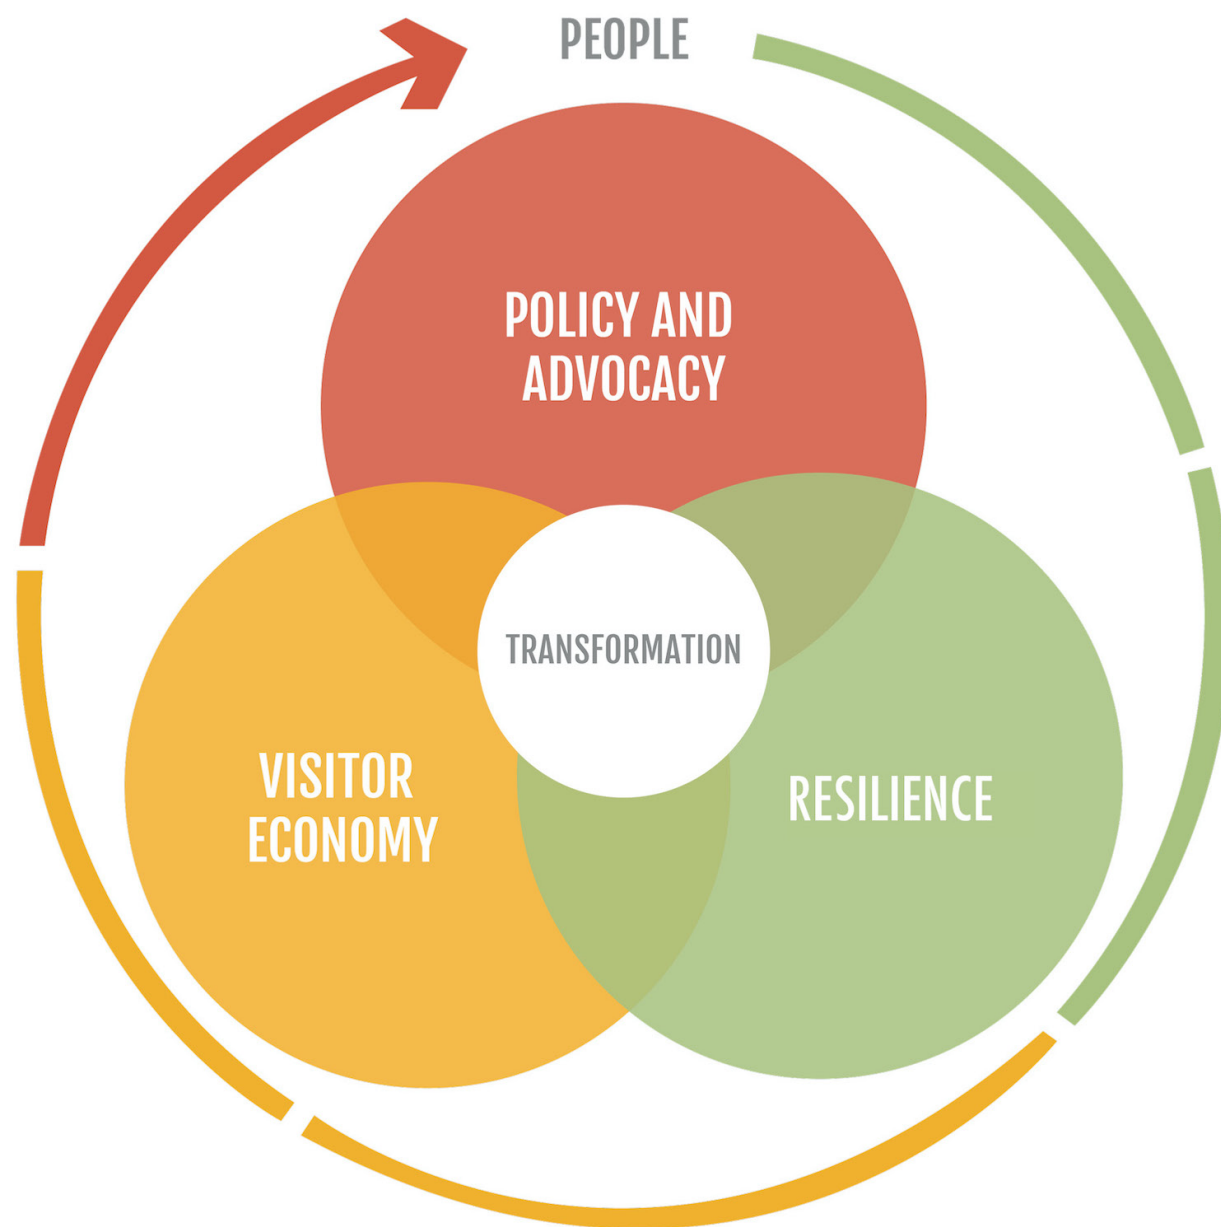 PEOPLE
POLICY AND
ADVOCACY
TRANSFORMATION
VISITOR
ECONOMY
RESILIENCE